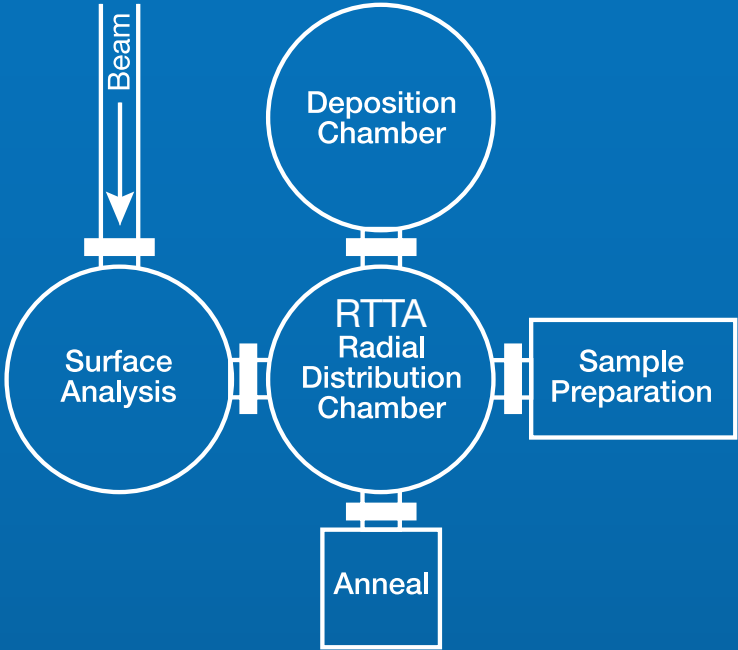 Beam
Deposition
Chamber
RTTA
Radial
Distribution
Chamber
Surface
Analysis
Sample
Preparation
Anneal